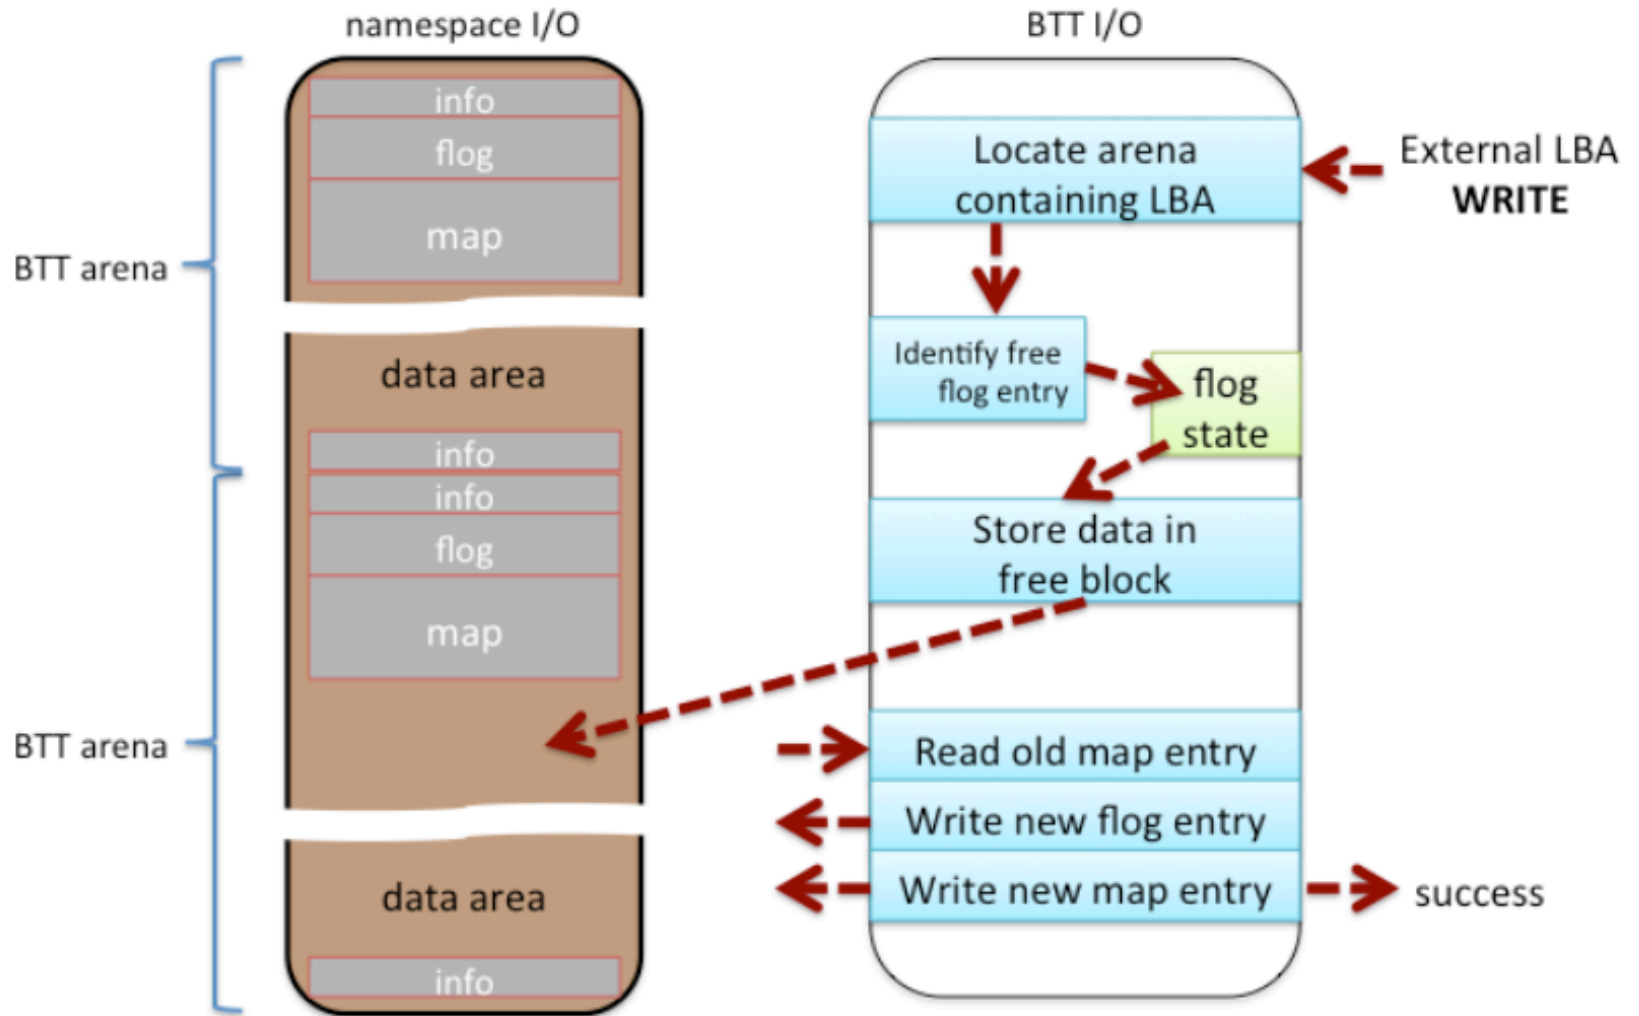 namespace I/O
info
flog
map
BTT arena
data area
info
info
flog
map
BTT arena
data area
info
BTT I/O
Locate arena
containing LBA
External LBA
WRITE
Identify free
flog entry
flog
state
Store data in
free block
Read old map entry
Write new flog entry
Write new map entry
success